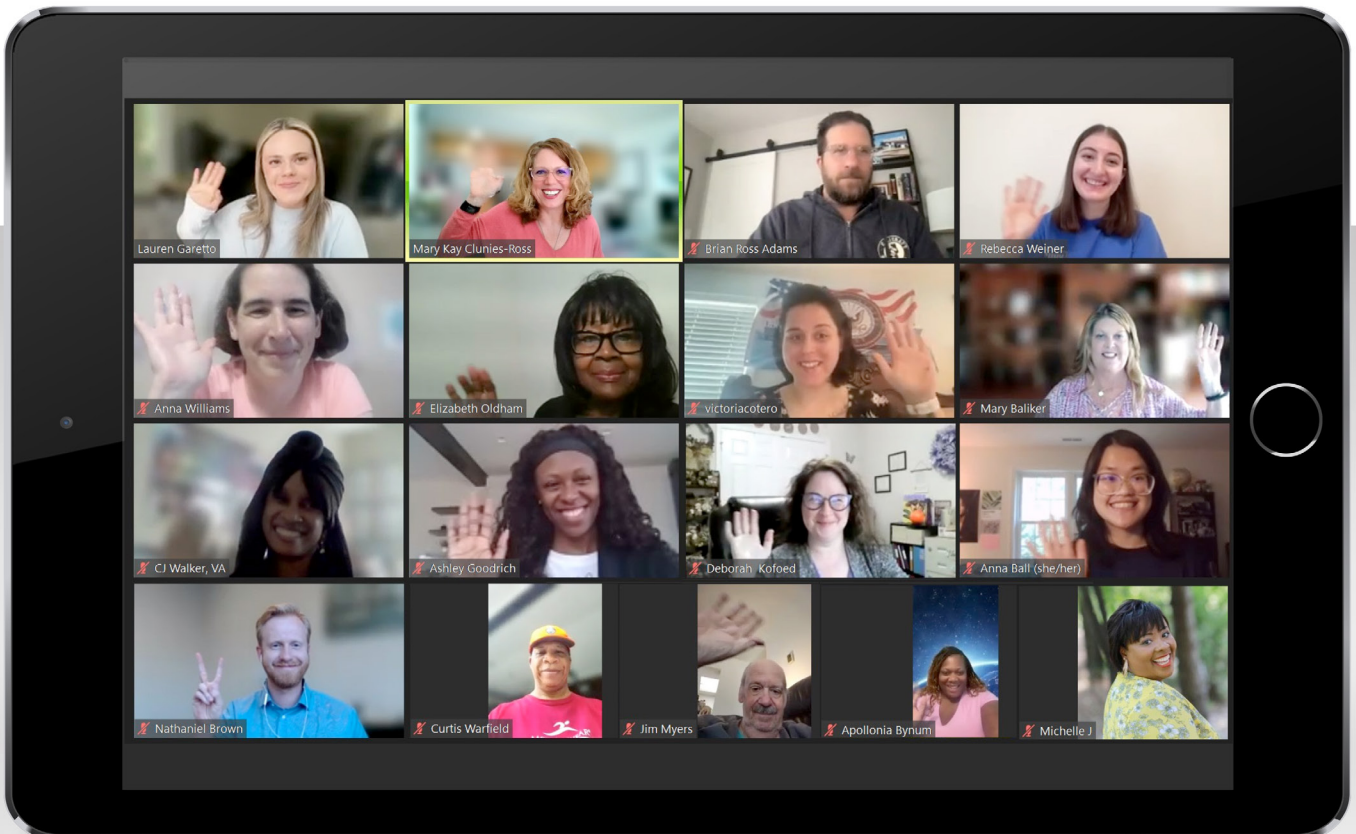 Lauren Garetto
Mary Kay Clunies-Ross
Brian Ross Adams
Rebecca Weiner
Anna Williams
Elizabeth Oldham
victoriacotero
Mary Baliker
CJ Walker, VA
Ashley Goodrich
Deborah Kofoed
Anna Ball (she/her)
Nathaniel Brown
Curtis Warfield
Jim Myers
Apollonia Bynum
Michelle J